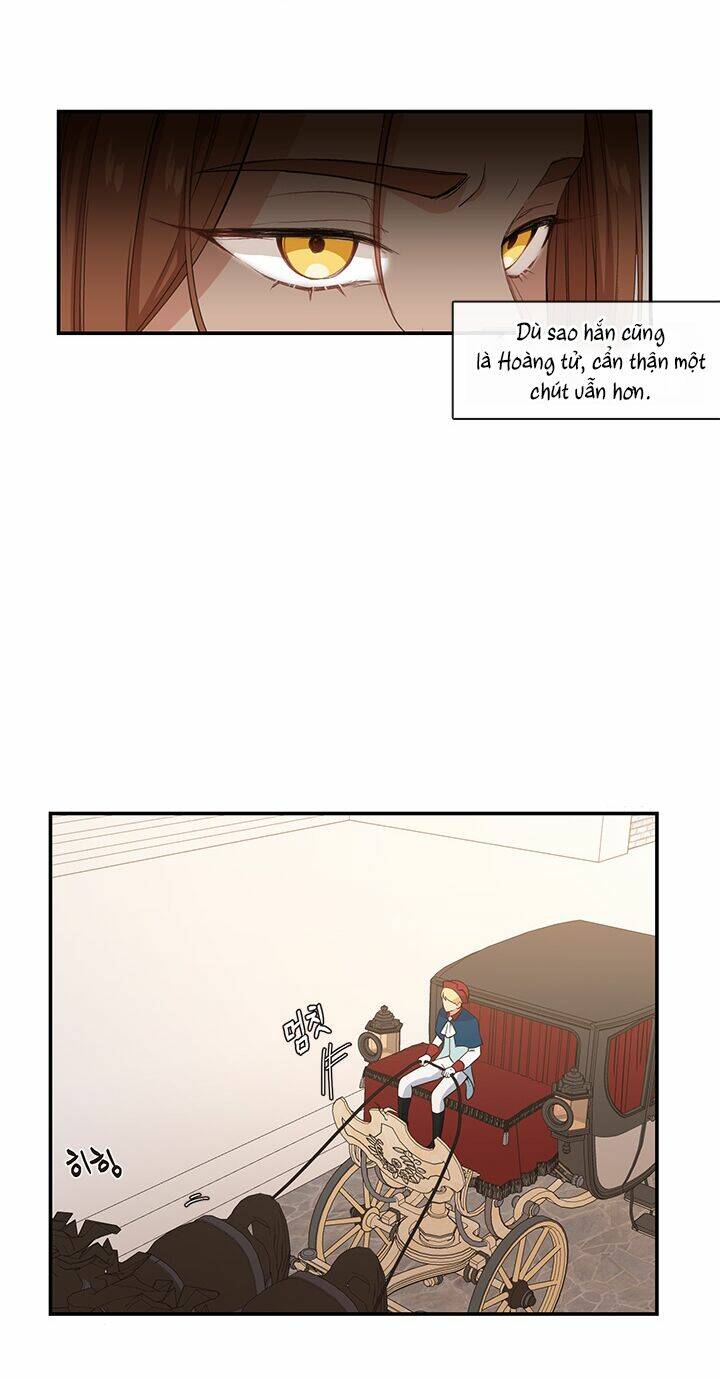 Dù sao hắn cũng
là Hoàng tử, cẩn thận một
chút vẫn hơn.
멈칫
히힝